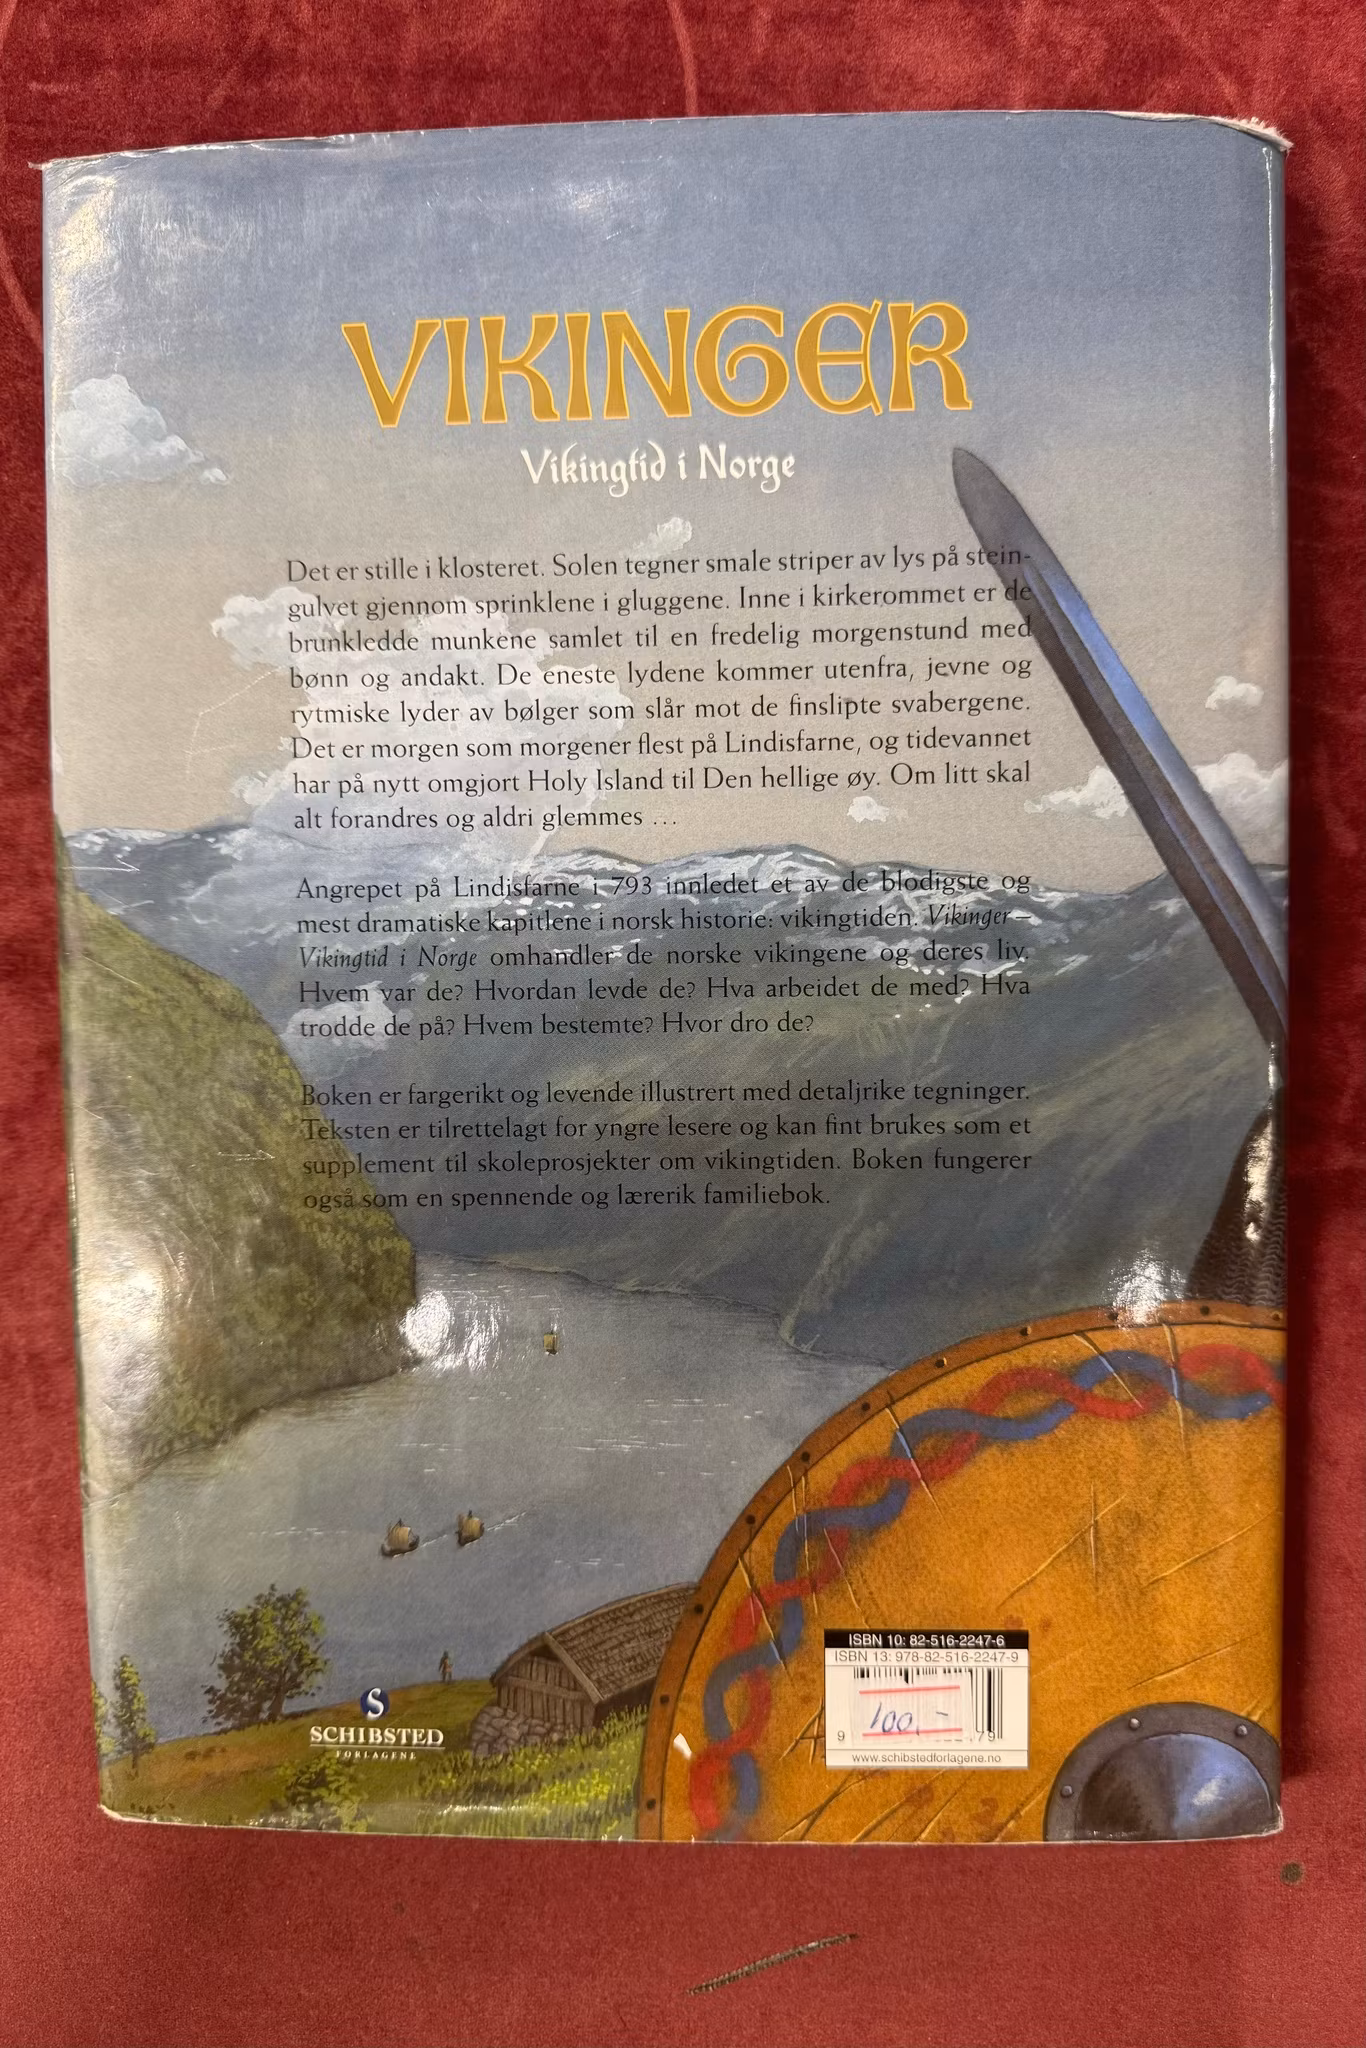 VIKINGER
Vikingtid i Norge
Det er stille i klosteret. Solen tegner smale striper av lys på stein-
gulvet gjennom sprinklene i gluggene. Inne i kirkerommet er de
brunkledde munkene samlet til en fredelig morgenstund med
bønn og andakt. De eneste lydene kommer utenfra, jevne og
rytmiske lyder av bølger som slår mot de finslipte svabergene.
Det er morgen som morgener flest på Lindisfarne, og tidevannet
har på nytt omgjort Holy Island til Den hellige øy. Om litt skal
alt forandres og aldri glemmes ...
Angrepet på Lindisfarne i 793 innledet et av de blodigste og
mest dramatiske kapitlene i norsk historie: vikingtiden. Vikinger –
Vikingtid i Norge omhandler de norske vikingene og deres liv.
Hvem var de? Hvordan levde de? Hva arbeidet de med? Hva
trodde de på? Hvem bestemte? Hvor dro de?
Boken er fargerikt og levende illustrert med detaljrike tegninger.
Teksten er tilrettelagt for yngre lesere og kan fint brukes som et
supplement til skoleprosjekter om vikingtiden. Boken fungerer
også som en spennende og lærerik familiebok.
S
SCHIBSTED
FORLAGENE
ISBN 10: 82-516-2247-6
ISBN 13: 978-82-516-2247-9
100,-
www.schibstedforlagene.no